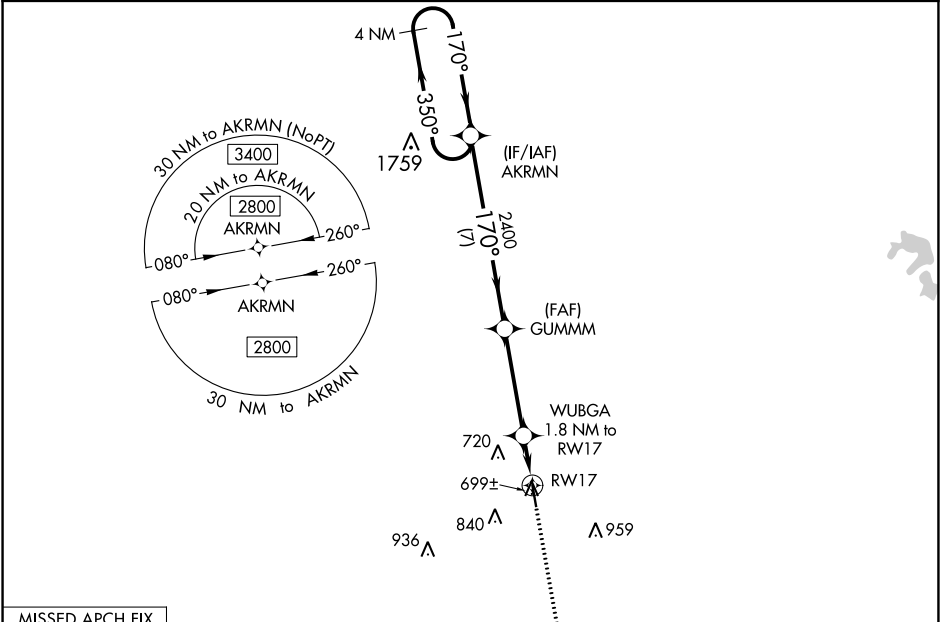 4 NM
170°
350°
1759
(IF/IAF)
AKRMN
30 NM to AKRMN (NoPT)
3400
20 NM to AKRMN
2800
AKRMN
260°
080°
260°
080°
AKRMN
2800
30 NM to AKRMN
2400
170°
(7)
(FAF)
GUMMM
WUBGA
1.8 NM to
RW17
720
699±
RW17
840
959
936
MISSED APCH FIX